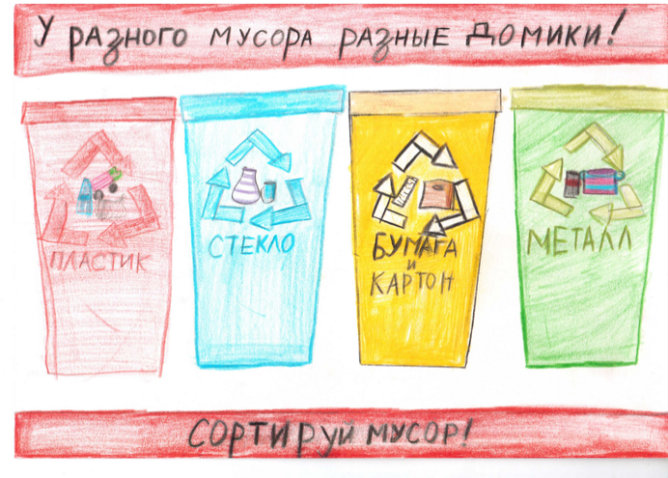 У разного мусора разные домики!
ПЛАСТИК
СТЕКЛО
БУМАГА
и
КАРТОН
МЕТАЛЛ
СОРТИРУЙ МУСОР!